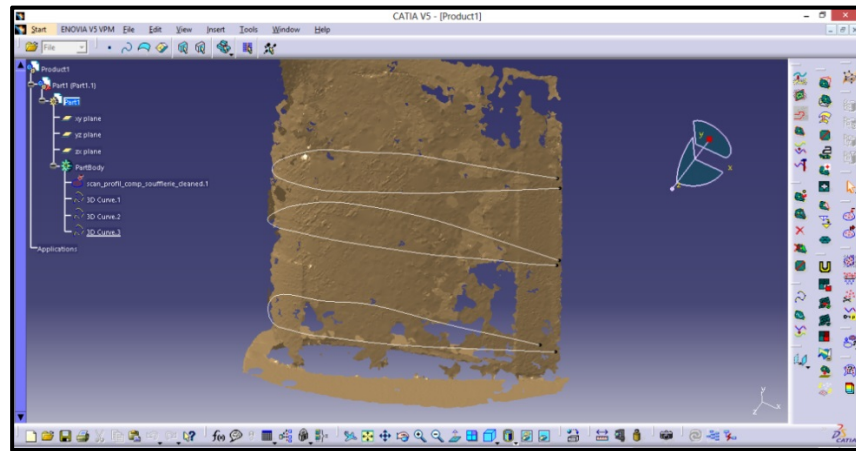 CATIA V5 - [Product1]
Start ENOVIA V5 VPM File Edit View Insert Tools Window Help
File
Product1
Part1 (Part1.1)
Part1
xy plane
yz plane
zx plane
PartBody
scan_profil_comp_soufflerie_cleaned.1
3D Curve.1
3D Curve.2
3D Curve.3
Applications
y
x
z
y
z x
f(x)
CATIA